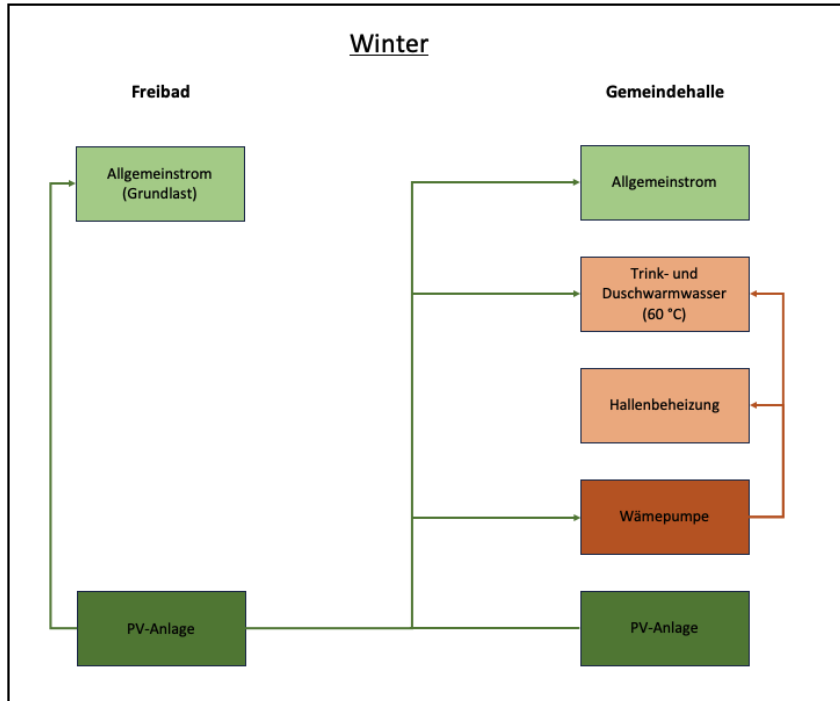 Winter
Freibad
Gemeindehalle
Allgemeinstrom
(Grundlast)
Allgemeinstrom
Trink- und
Duschwarmwasser
(60 °C)
Hallenbeheizung
Wämepumpe
PV-Anlage
PV-Anlage